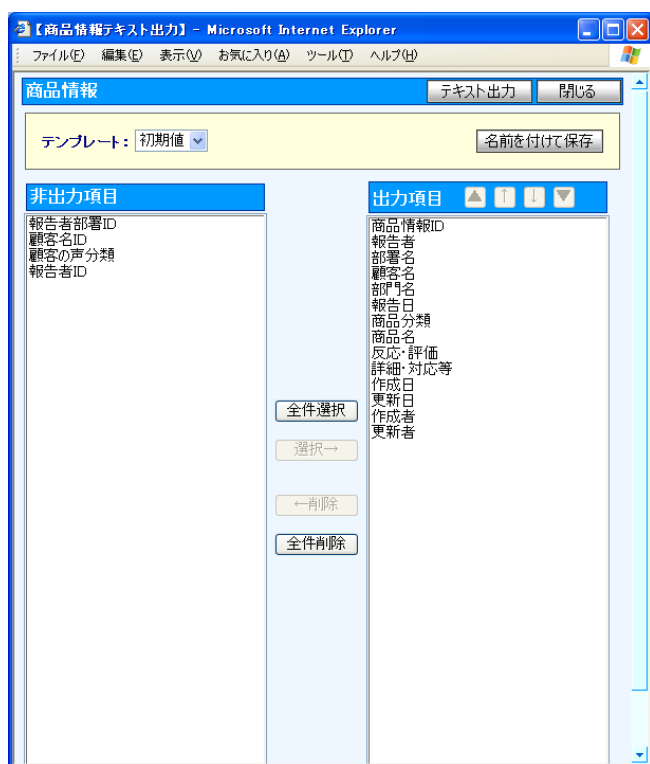 【商品情報テキスト出力】 - Microsoft Internet Explorer
ファイル(F) 編集(E) 表示(V) お気に入り(A) ツール(T) ヘルプ(H)
商品情報 テキスト出力 閉じる
テンプレート: 初期値 名前を付けて保存
非出力項目
報告者部署ID
顧客名ID
顧客の声分類
報告者ID
全件選択
選択→
←削除
全件削除
出力項目 ▲ ↑ ↓ ▼
商品情報ID
報告者
部署名
顧客名
部門名
報告日
商品分類
商品名
反応・評価
詳細・対応等
作成日
更新日
作成者
更新者